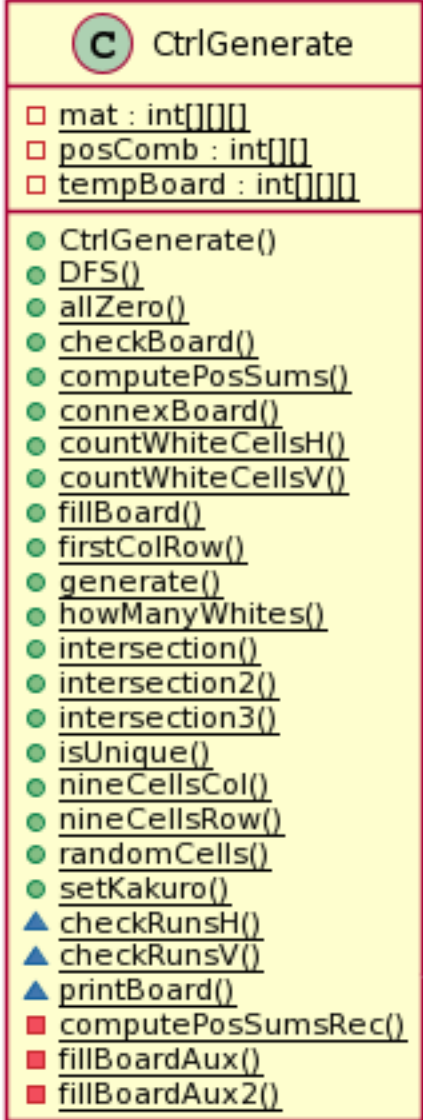 C CtrlGenerate
mat : int[][][]
posComb : int[][]
tempBoard : int[][][]
CtrlGenerate()
DFS()
allZero()
checkBoard()
computePosSums()
connexBoard()
countWhiteCellsH()
countWhiteCellsV()
fillBoard()
firstColRow()
generate()
howManyWhites()
intersection()
intersection2()
intersection3()
isUnique()
nineCellsCol()
nineCellsRow()
randomCells()
setKakuro()
checkRunsH()
checkRunsV()
printBoard()
computePosSumsRec()
fillBoardAux()
fillBoardAux2()